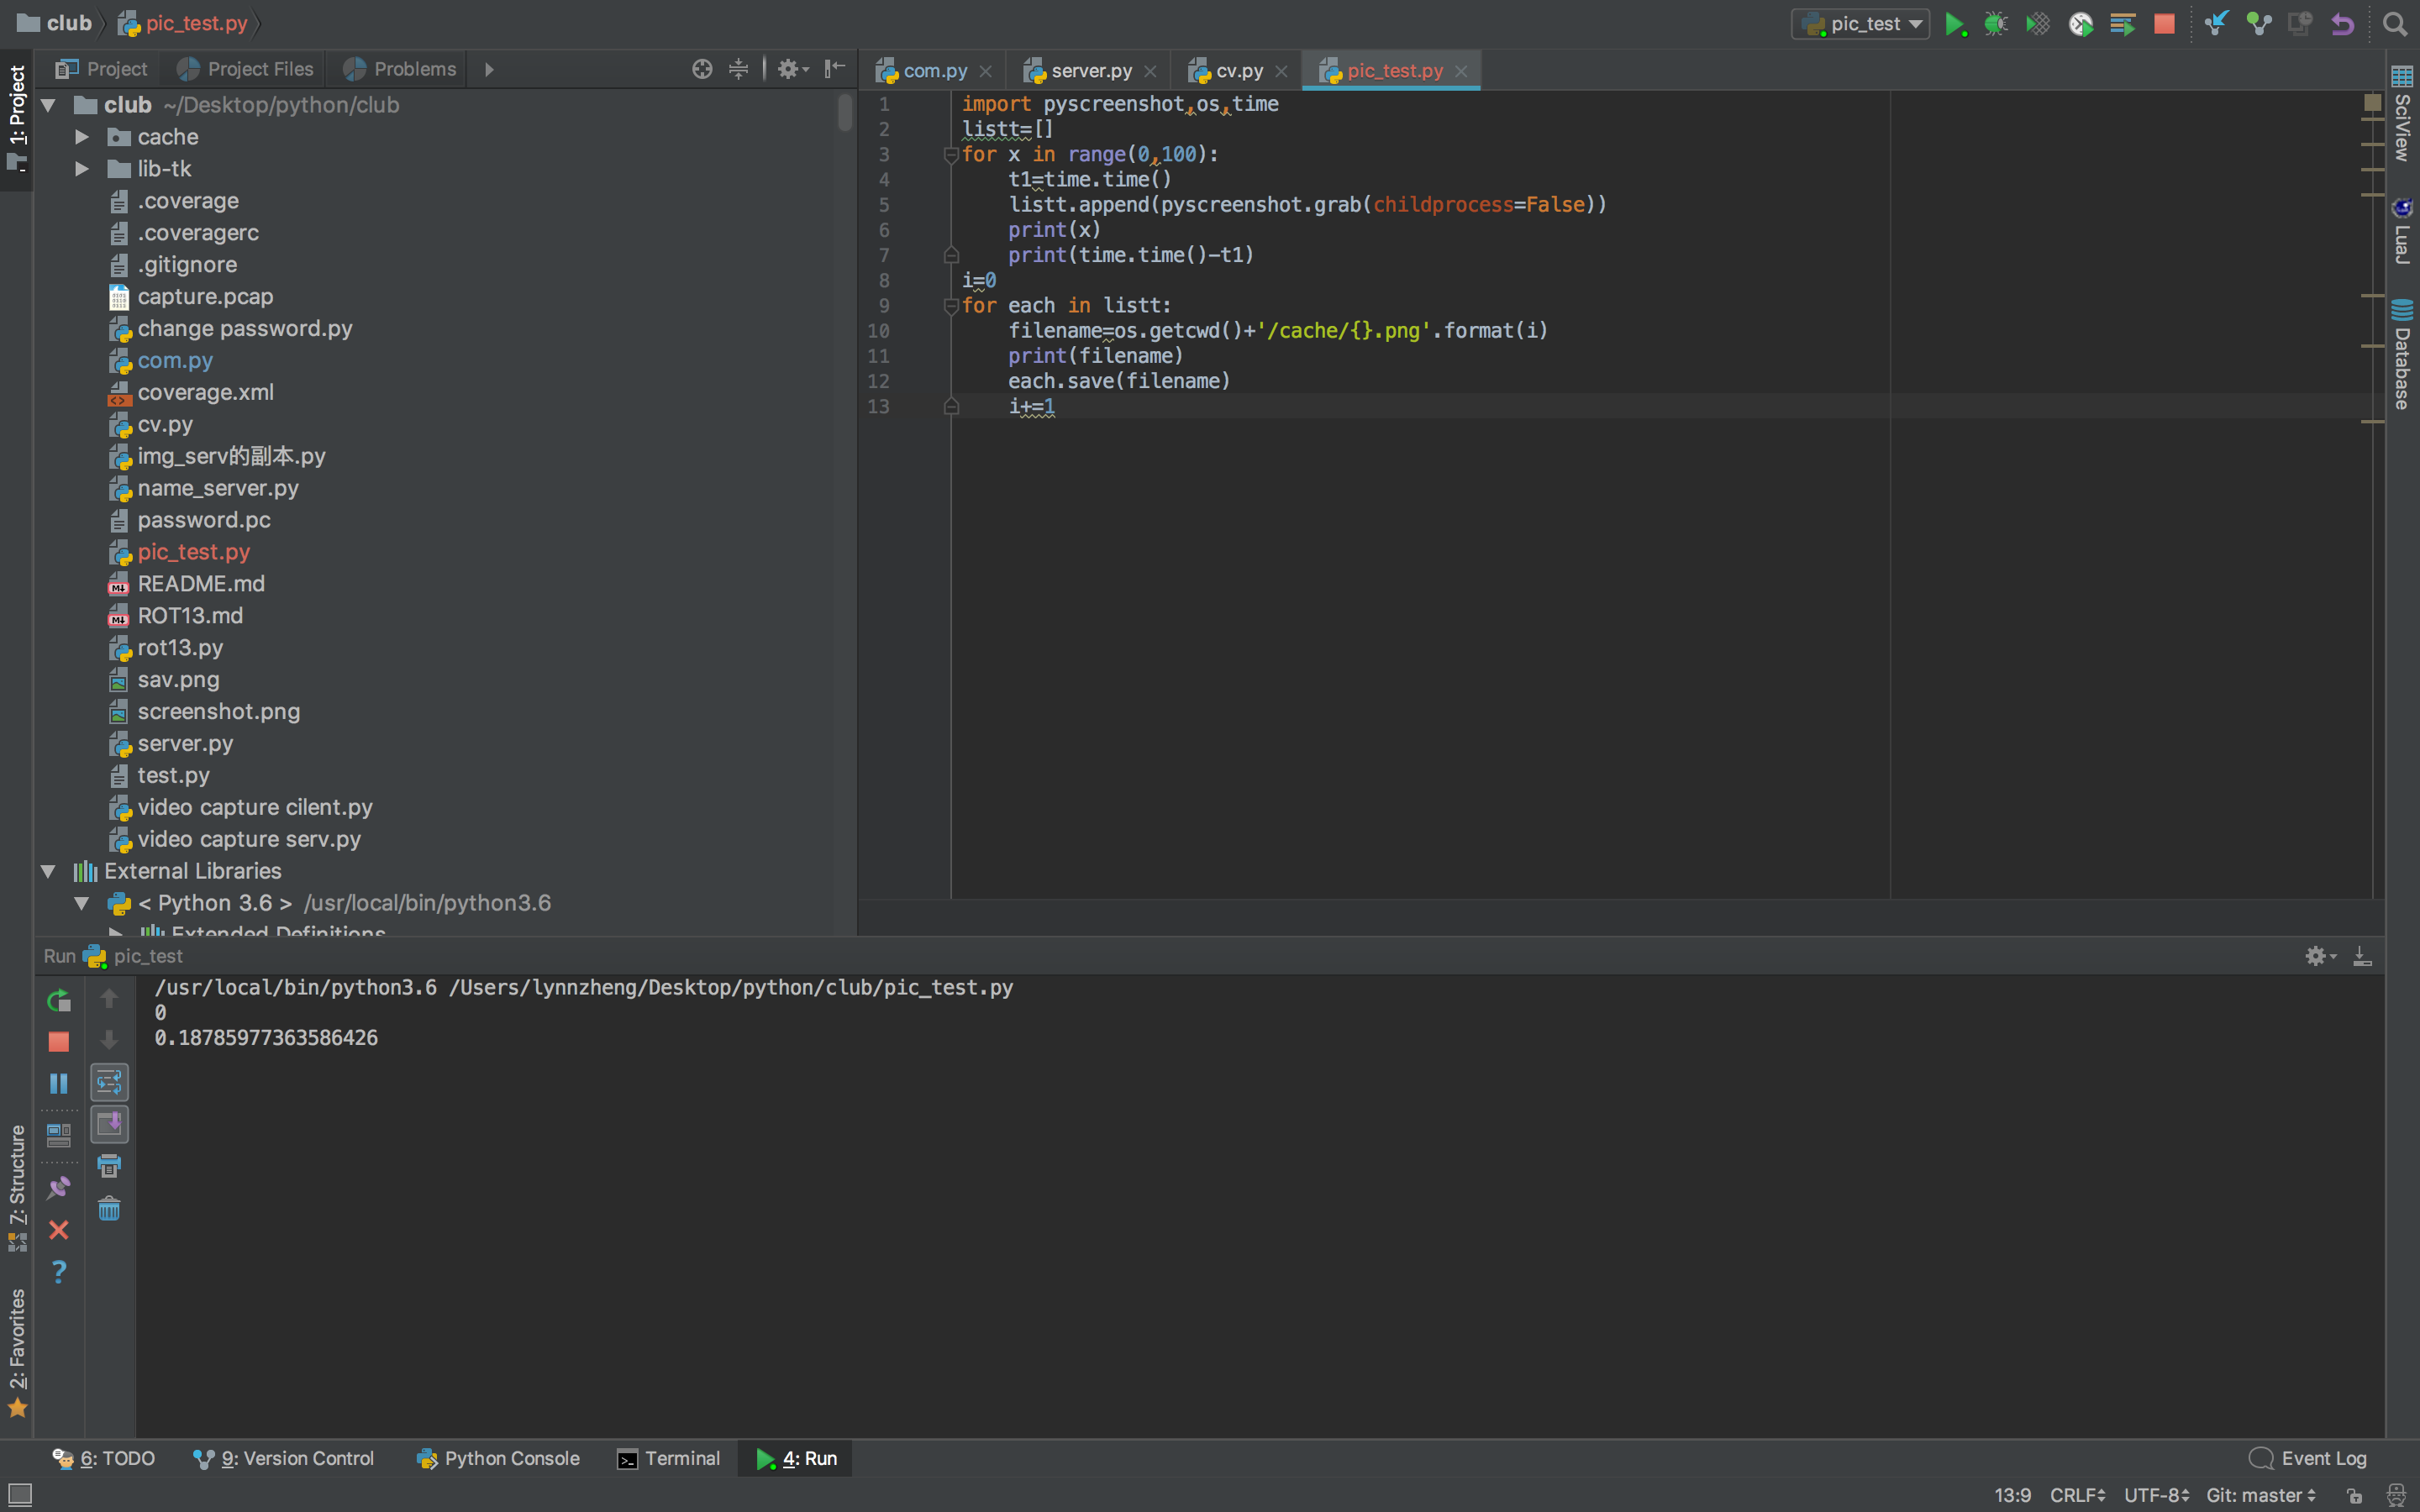 club
pic_test.py
pic_test
1: Project
Project
Project Files
Problems
club ~/Desktop/python/club
cache
lib-tk
.coverage
.coveragerc
.gitignore
capture.pcap
change password.py
com.py
coverage.xml
cv.py
img_serv的副本.py
name_server.py
password.pc
pic_test.py
README.md
ROT13.md
rot13.py
sav.png
screenshot.png
server.py
test.py
video capture cilent.py
video capture serv.py
External Libraries
< Python 3.6 > /usr/local/bin/python3.6
Extended Definitions
com.py
server.py
cv.py
pic_test.py
1 import pyscreenshot,os,time
2 listt=[]
3 for x in range(0,100):
4 t1=time.time()
5 listt.append(pyscreenshot.grab(childprocess=False))
6 print(x)
7 print(time.time()-t1)
8 i=0
9 for each in listt:
10 filename=os.getcwd()+'/cache/{}.png'.format(i)
11 print(filename)
12 each.save(filename)
13 i+=1
SciView
LuaJ
Database
Run pic_test
/usr/local/bin/python3.6 /Users/lynnzheng/Desktop/python/club/pic_test.py
0
0.18785977363586426
7: Structure
2: Favorites
6: TODO
9: Version Control
Python Console
Terminal
4: Run
Event Log
13:9
CRLF
UTF-8
Git: master